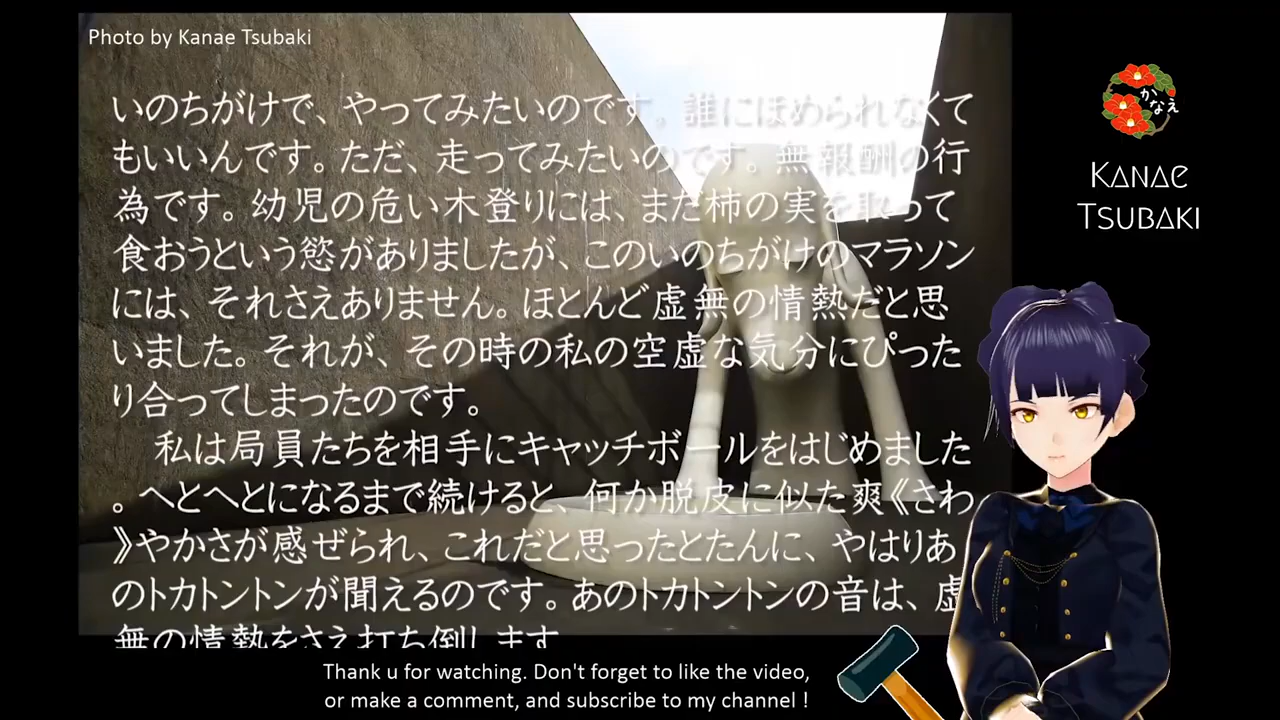 Photo by Kanae Tsubaki
いのちがけで、やってみたいのです。誰にほめられなくて
もいいんです。ただ、走ってみたいのです。無報酬の行
為です。幼児の危い木登りには、まだ柿の実を取って
食おうという慾がありましたが、このいのちがけのマラソン
には、それさえありません。ほとんど虚無の情熱だと思
いました。それが、その時の私の空虚な気分にぴった
り合ってしまったのです。
私は局員たちを相手にキャッチボールをはじめました
。へとへとになるまで続けると、何か脱皮に似た爽《さわ
》やかさが感ぜられ、これだと思ったとたんに、やはりあ
のトカトントンが聞えるのです。あのトカトントンの音は、虚
無の情熱をさえ打ち倒します
かなえ
KANAE
TSUBAKI
Thank u for watching. Don't forget to like the video,
or make a comment, and subscribe to my channel !